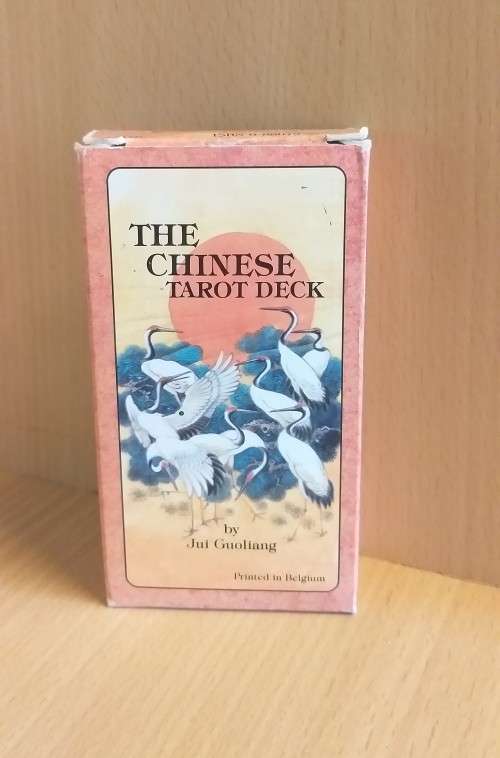 THE
CHINESE
TAROT DECK
by
Jui Guoliang
Printed in Belgium